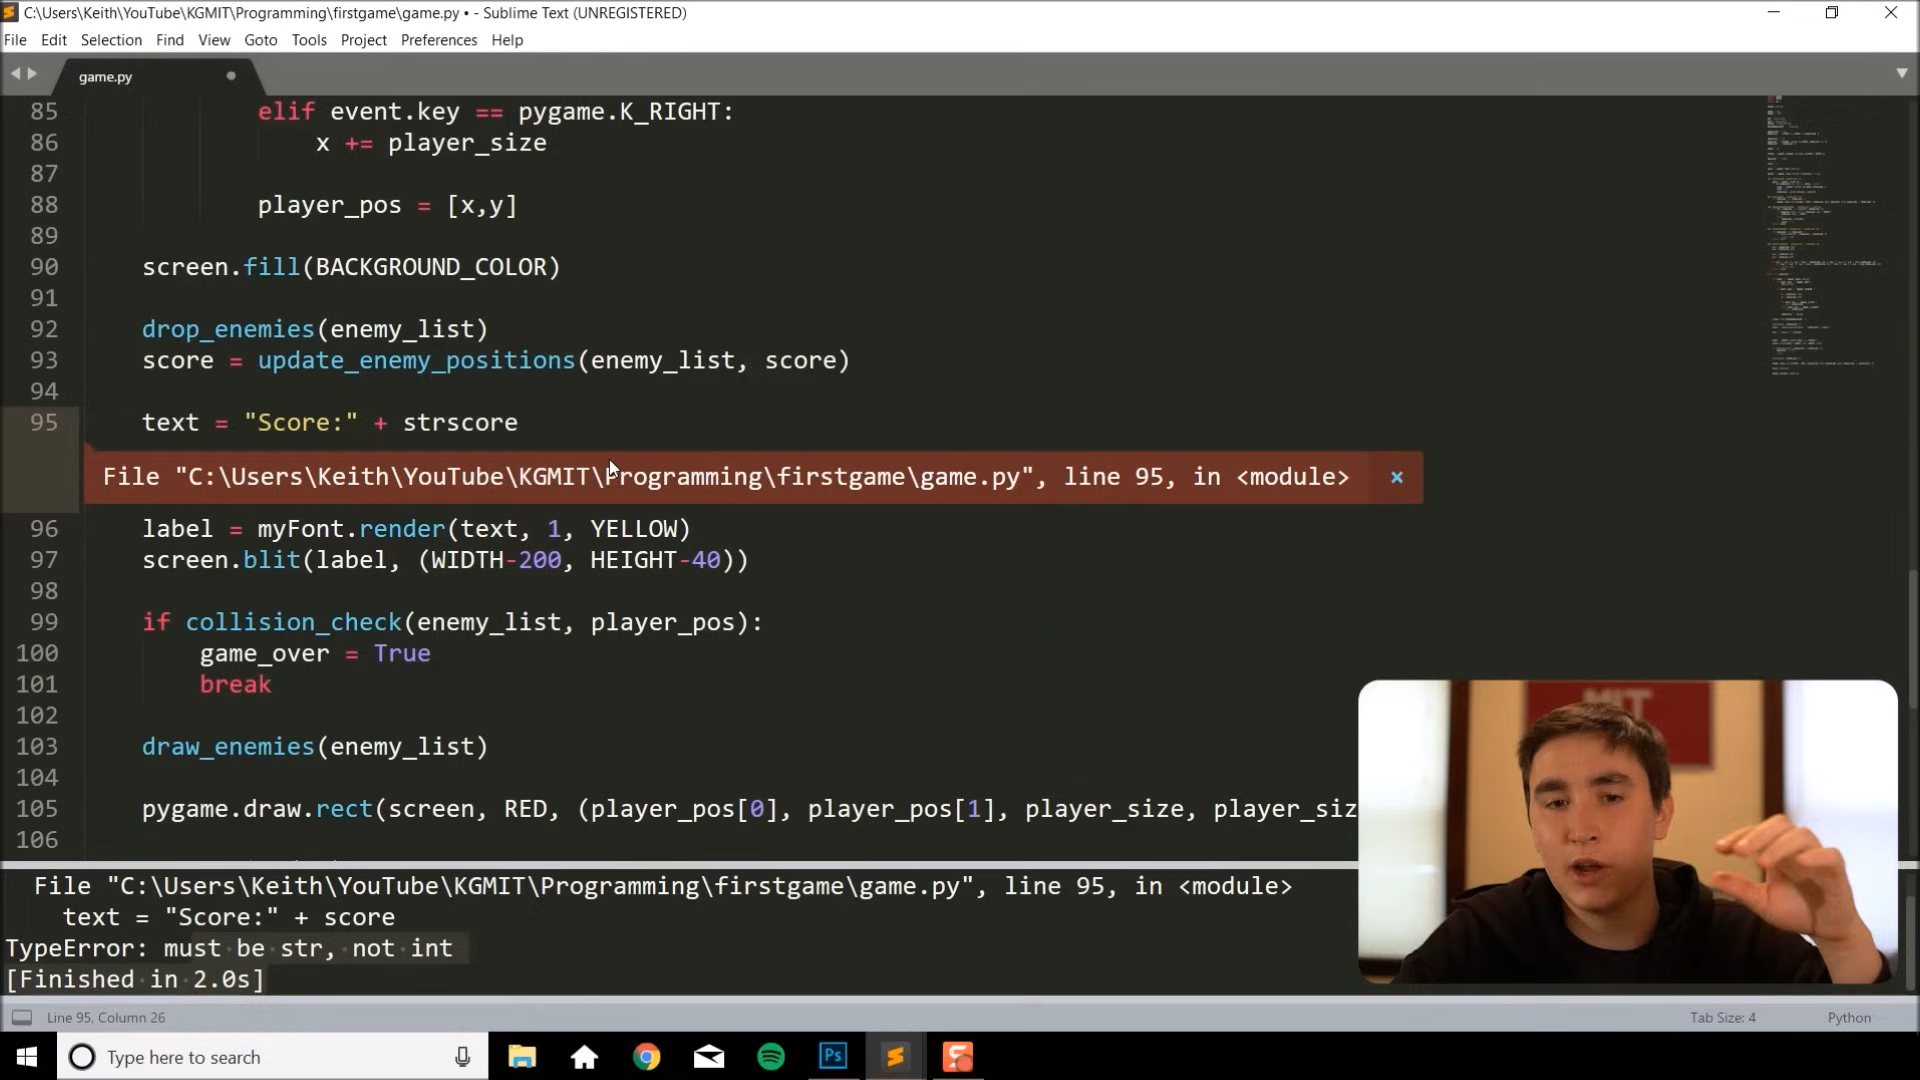 C:\Users\Keith\YouTube\KGMIT\Programming\firstgame\game.py • - Sublime Text (UNREGISTERED)
File Edit Selection Find View Goto Tools Project Preferences Help
game.py
85 elif event.key == pygame.K_RIGHT:
86 x += player_size
87
88 player_pos = [x,y]
89
90 screen.fill(BACKGROUND_COLOR)
91
92 drop_enemies(enemy_list)
93 score = update_enemy_positions(enemy_list, score)
94
95 text = "Score:" + strscore
File "C:\Users\Keith\YouTube\KGMIT\Programming\firstgame\game.py", line 95, in <module> ×
96 label = myFont.render(text, 1, YELLOW)
97 screen.blit(label, (WIDTH-200, HEIGHT-40))
98
99 if collision_check(enemy_list, player_pos):
100 game_over = True
101 break
102
103 draw_enemies(enemy_list)
104
105 pygame.draw.rect(screen, RED, (player_pos[0], player_pos[1], player_size, player_siz
106
File "C:\Users\Keith\YouTube\KGMIT\Programming\firstgame\game.py", line 95, in <module>
text = "Score:" + score
TypeError: must be str, not int
[Finished in 2.0s]
MIT
Line 95, Column 26
Tab Size: 4
Python
Type here to search
Ps